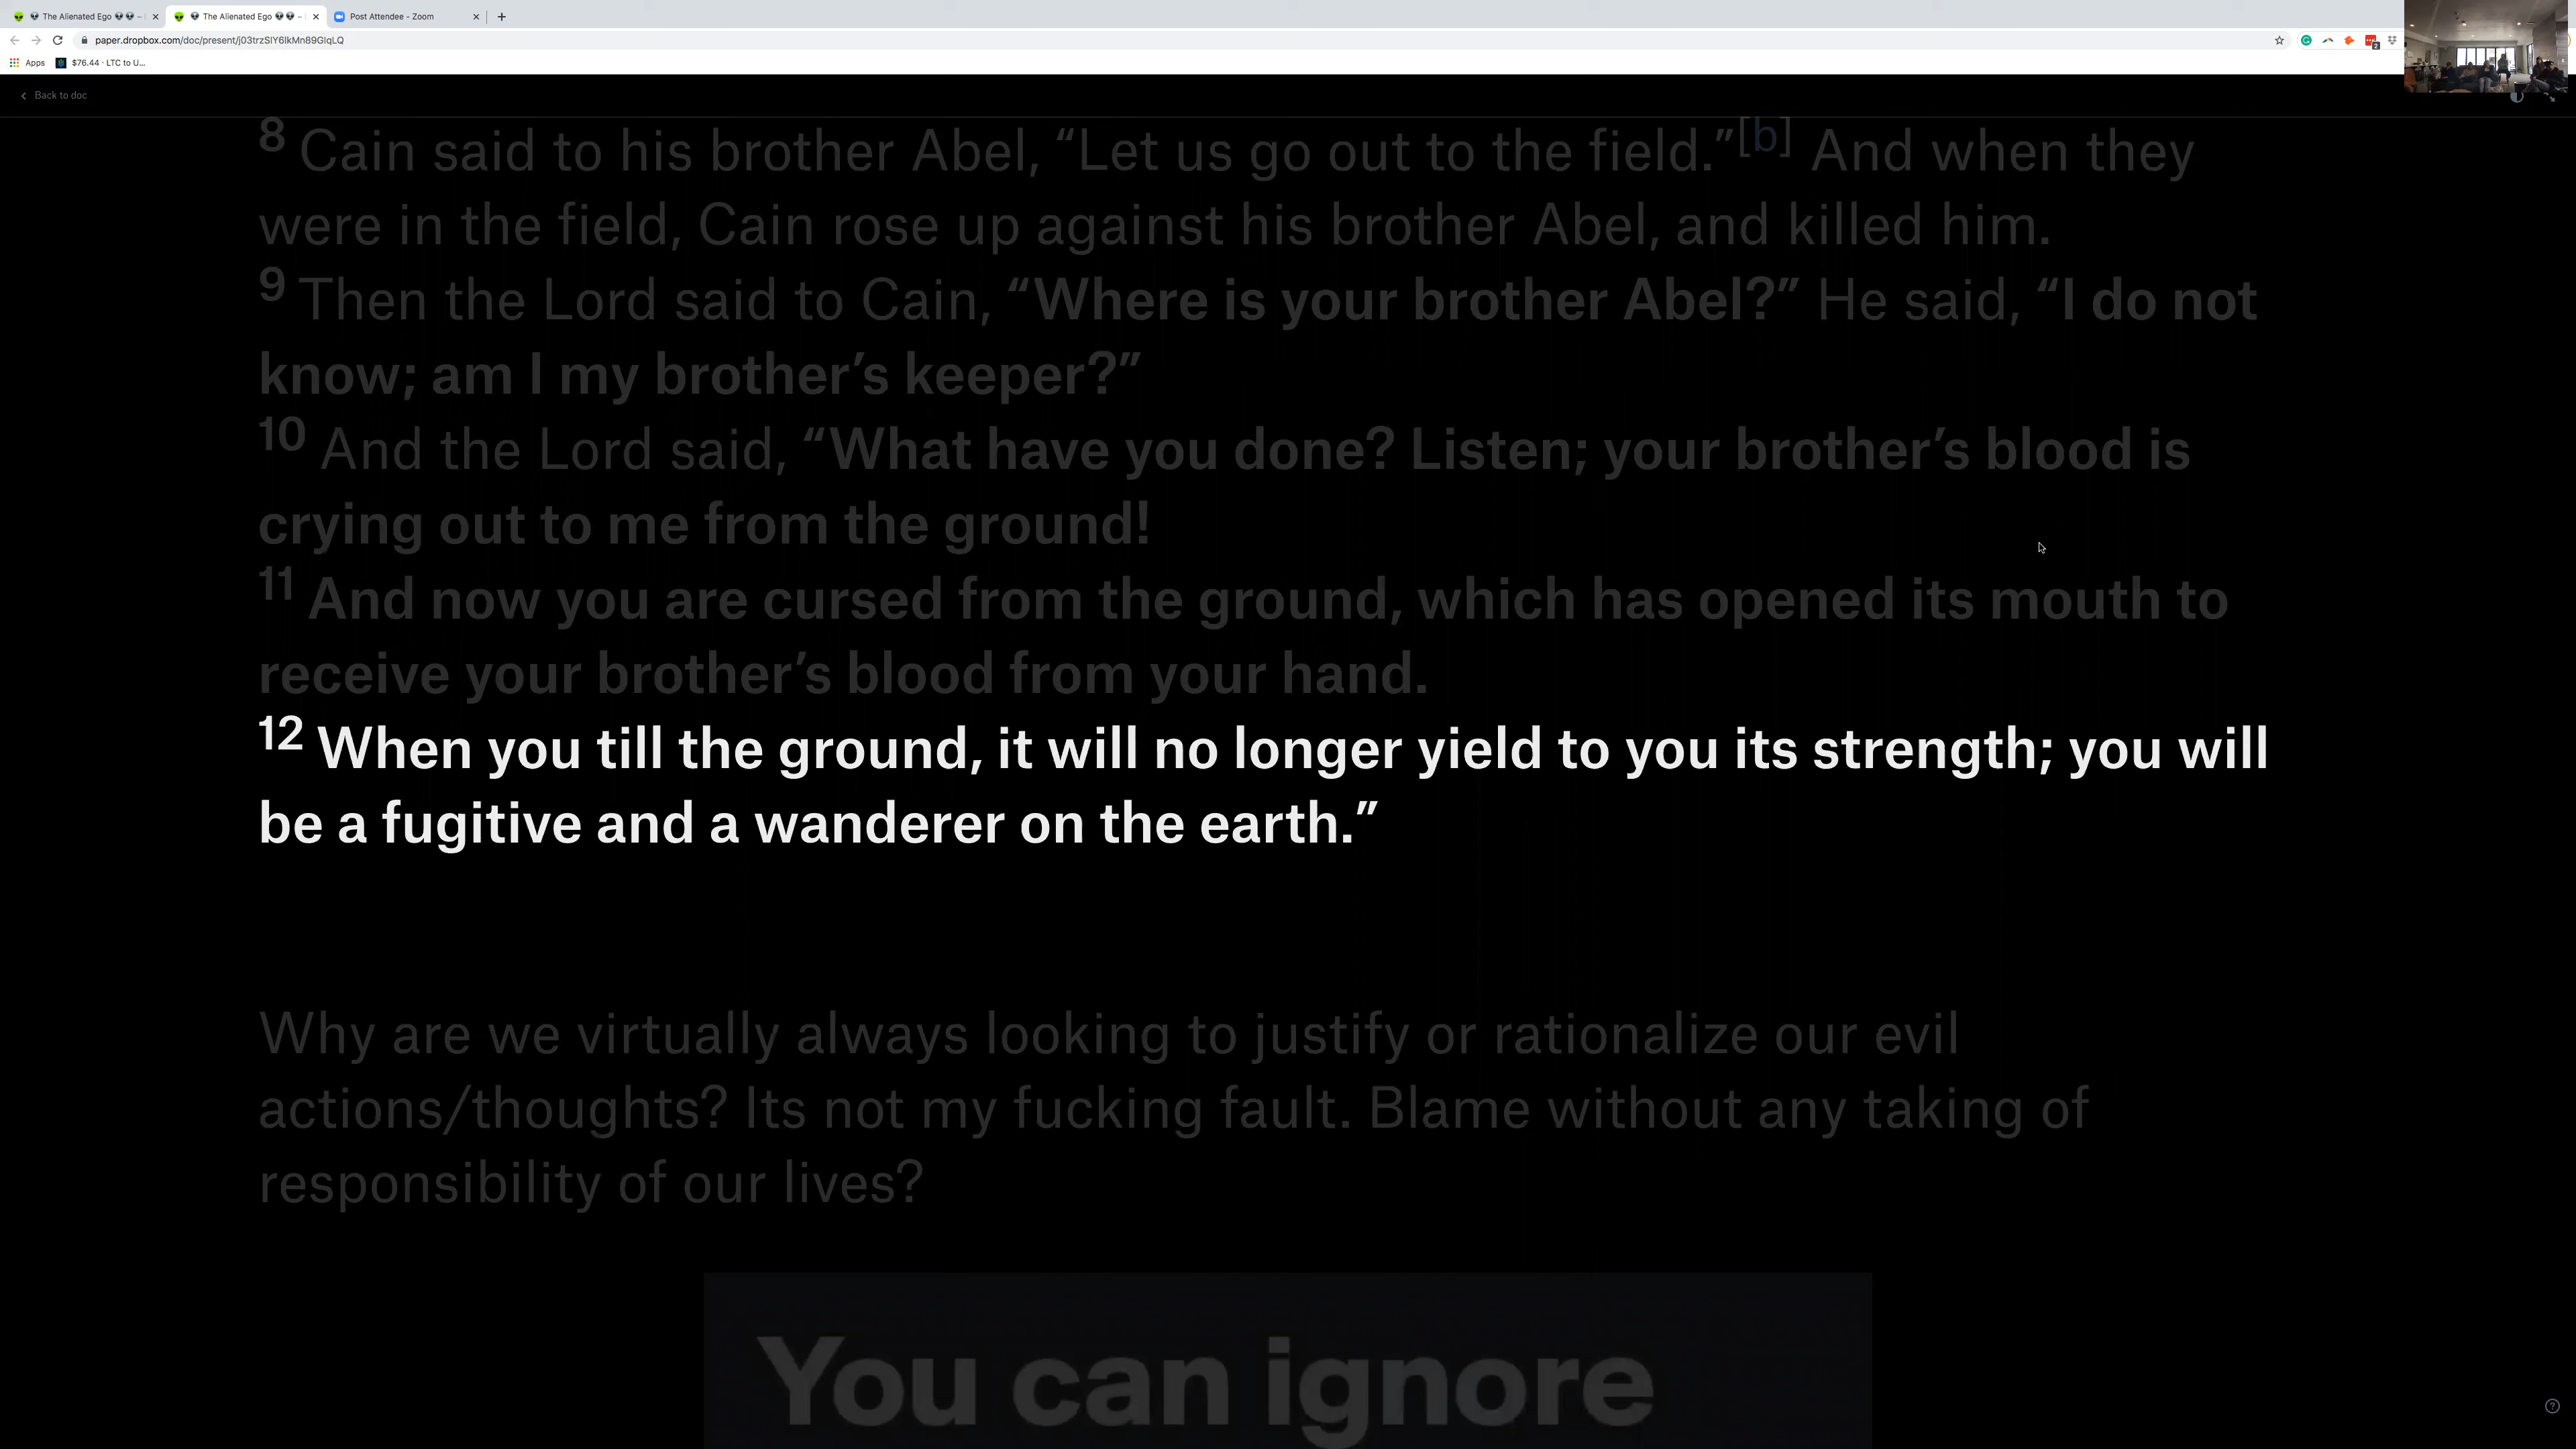 The Alienated Ego
The Alienated Ego
Post Attendee - Zoom
paper.dropbox.com/doc/present/j03trzSIY6lkMn89GlqLQ
Apps
$76.44 · LTC to U...
2
Back to doc
8 Cain said to his brother Abel, “Let us go out to the field.”[b] And when they
were in the field, Cain rose up against his brother Abel, and killed him.
9 Then the Lord said to Cain, “Where is your brother Abel?” He said, “I do not
know; am I my brother’s keeper?”
10 And the Lord said, “What have you done? Listen; your brother’s blood is
crying out to me from the ground!
11 And now you are cursed from the ground, which has opened its mouth to
receive your brother’s blood from your hand.
12 When you till the ground, it will no longer yield to you its strength; you will
be a fugitive and a wanderer on the earth.”
Why are we virtually always looking to justify or rationalize our evil
actions/thoughts? Its not my fucking fault. Blame without any taking of
responsibility of our lives?
You can ignore